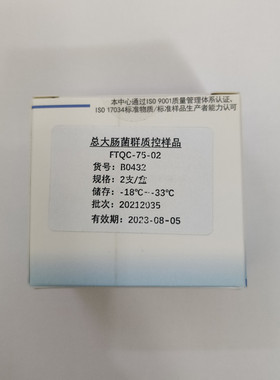 本中心通过ISO 9001质量管理体系认证、
ISO 17034标准物质/标准样品生产者能力认可
总大肠菌群质控样品
FTQC-75-02
货号：B0432
规格：2支/盒
储存：-18℃~-33℃
批次：20212035
有效期：2023-08-05